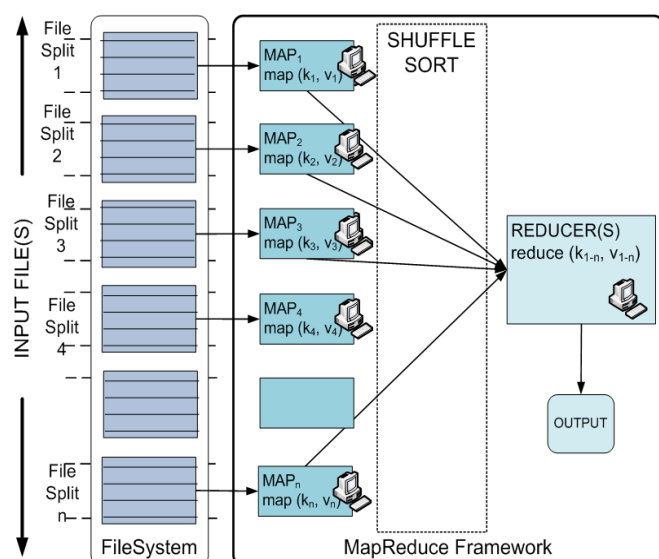 INPUT FILE(S)
File
Split
1
File
Split
2
File
Split
3
File
Split
4
File
Split
n
FileSystem
MAP₁
map (k₁, v₁)
MAP₂
map (k₂, v₂)
MAP₃
map (k₃, v₃)
MAP₄
map (k₄, v₄)
MAPₙ
map (kₙ, vₙ)
SHUFFLE
SORT
REDUCER(S)
reduce (k₁₋ₙ, v₁₋ₙ)
OUTPUT
MapReduce Framework